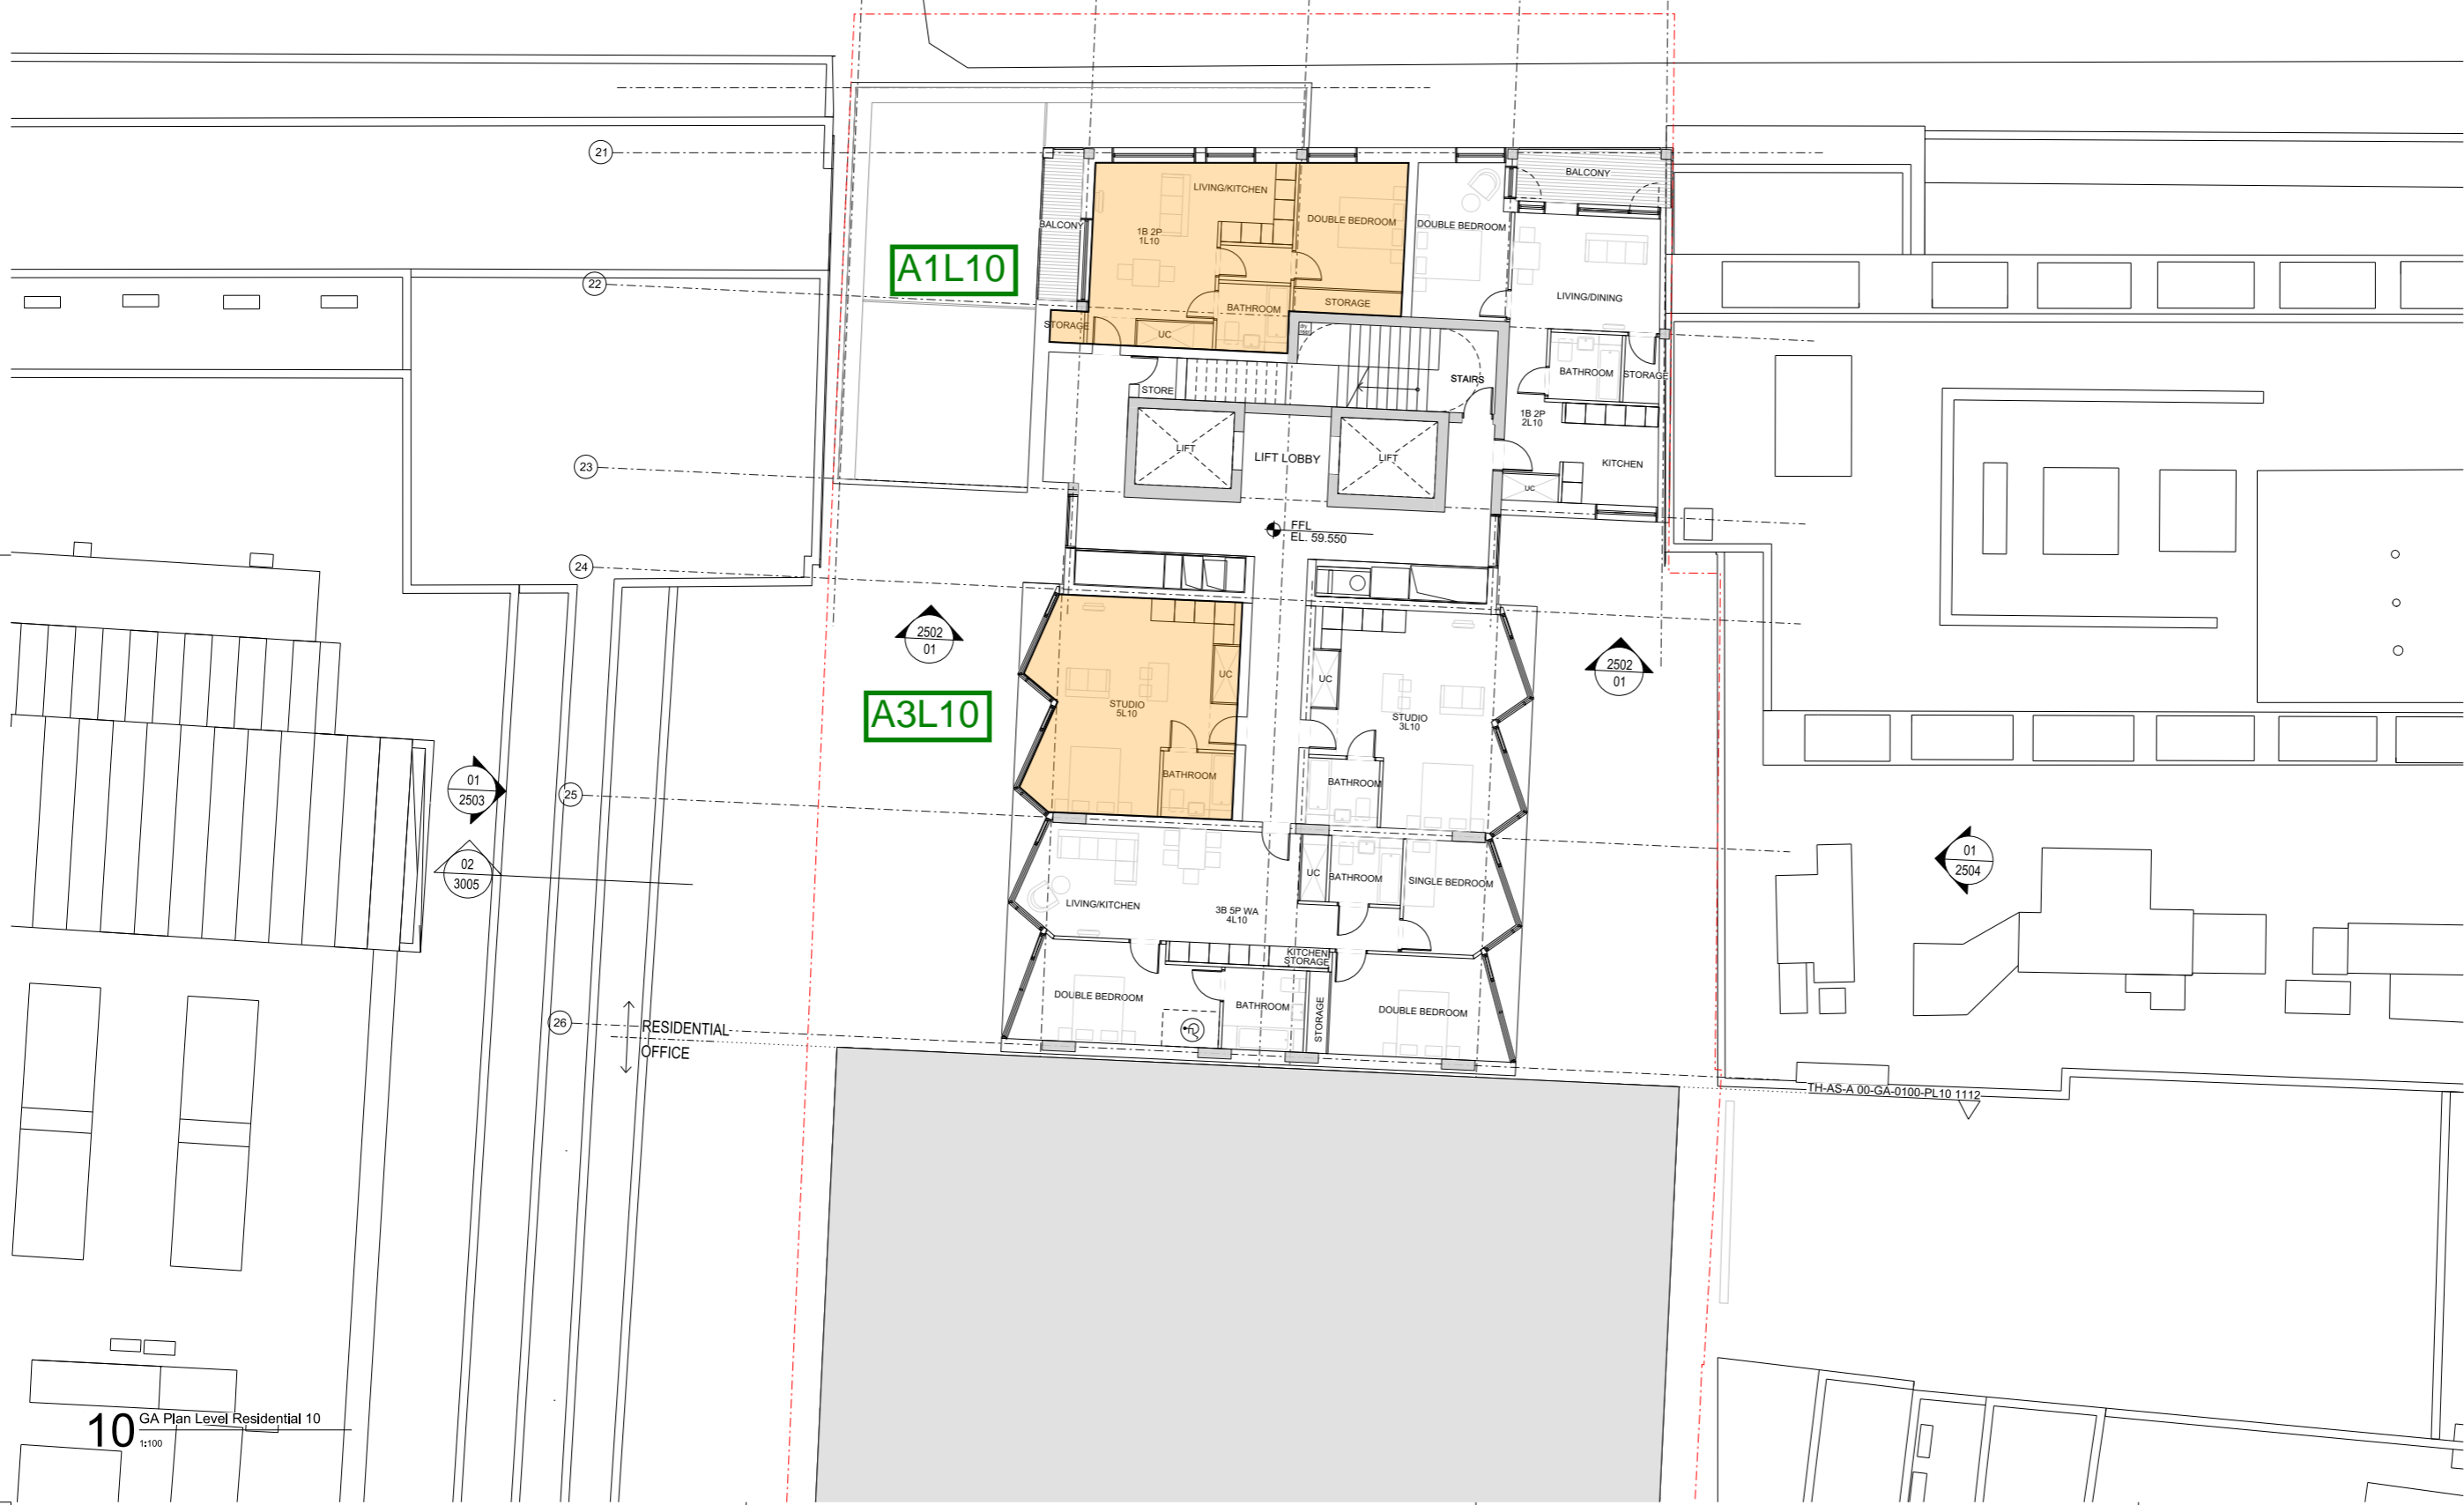 21
LIVING/KITCHEN
BALCONY
DOUBLE BEDROOM
DOUBLE BEDROOM
BALCONY
1B 2P
1L10
A1L10
22
STORAGE
BATHROOM
LIVING/DINING
STORAGE
UC
STORE
STAIRS
BATHROOM
STORAGE
1B 2P
2L10
LIFT
LIFT LOBBY
LIFT
KITCHEN
23
UC
FFL
EL. 59.550
24
2502
01
2502
01
UC
UC
STUDIO
5L10
STUDIO
3L10
A3L10
BATHROOM
BATHROOM
01
2503
25
02
3005
UC
BATHROOM
SINGLE BEDROOM
01
2504
LIVING/KITCHEN
3B 5P WA
4L10
KITCHEN
STORAGE
DOUBLE BEDROOM
BATHROOM
STORAGE
DOUBLE BEDROOM
26
RESIDENTIAL
OFFICE
TH-AS-A 00-GA-0100-PL10 1112
10
GA Plan Level Residential 10
1:100